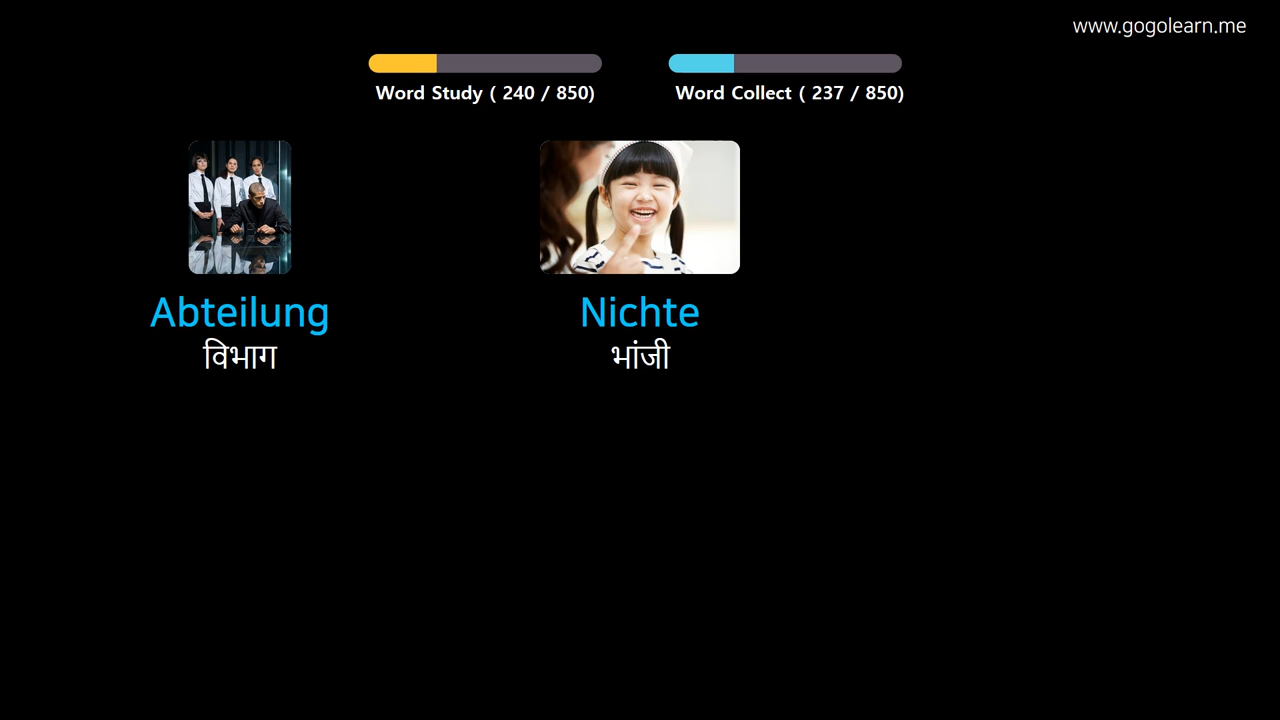 www.gogolearn.me
Word Study ( 240 / 850)
Word Collect ( 237 / 850)
Abteilung
विभाग
Nichte
भांजी